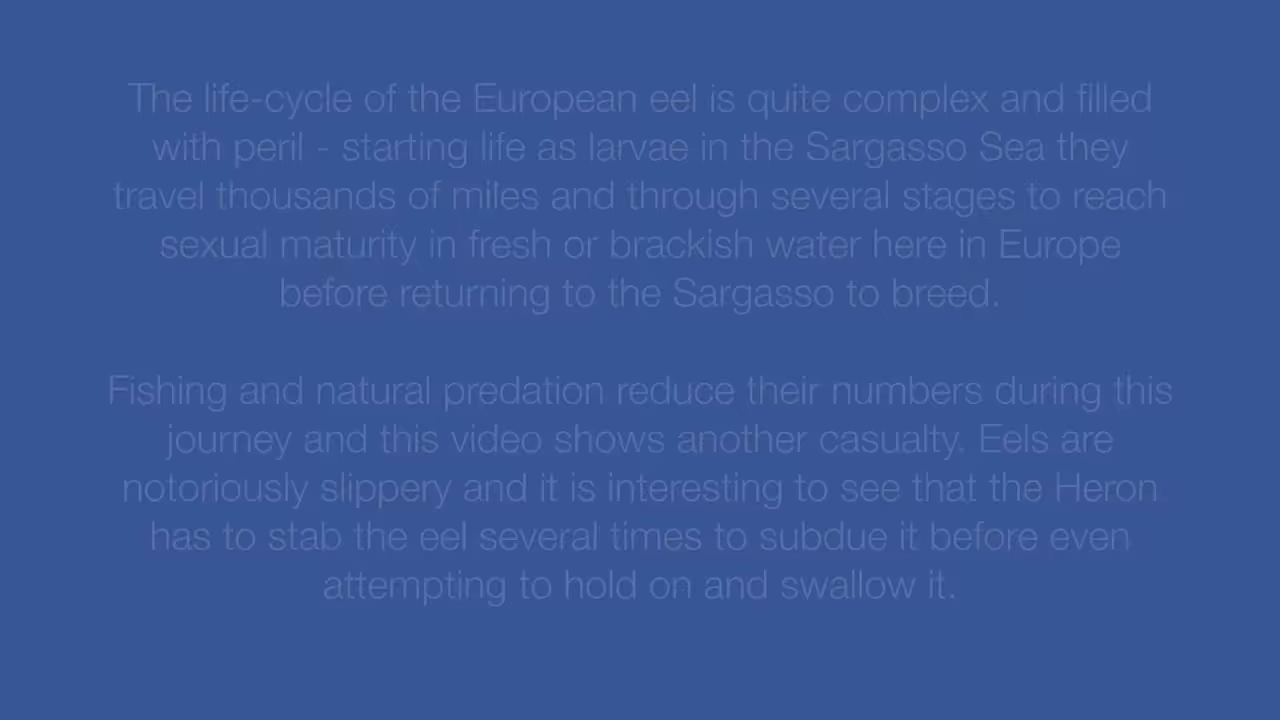 The life-cycle of the European eel is quite complex and filled
with peril - starting life as larvae in the Sargasso Sea they
travel thousands of miles and through several stages to reach
sexual maturity in fresh or brackish water here in Europe
before returning to the Sargasso to breed.
Fishing and natural predation reduce their numbers during this
journey and this video shows another casualty. Eels are
notoriously slippery and it is interesting to see that the Heron
has to stab the eel several times to subdue it before even
attempting to hold on and swallow it.